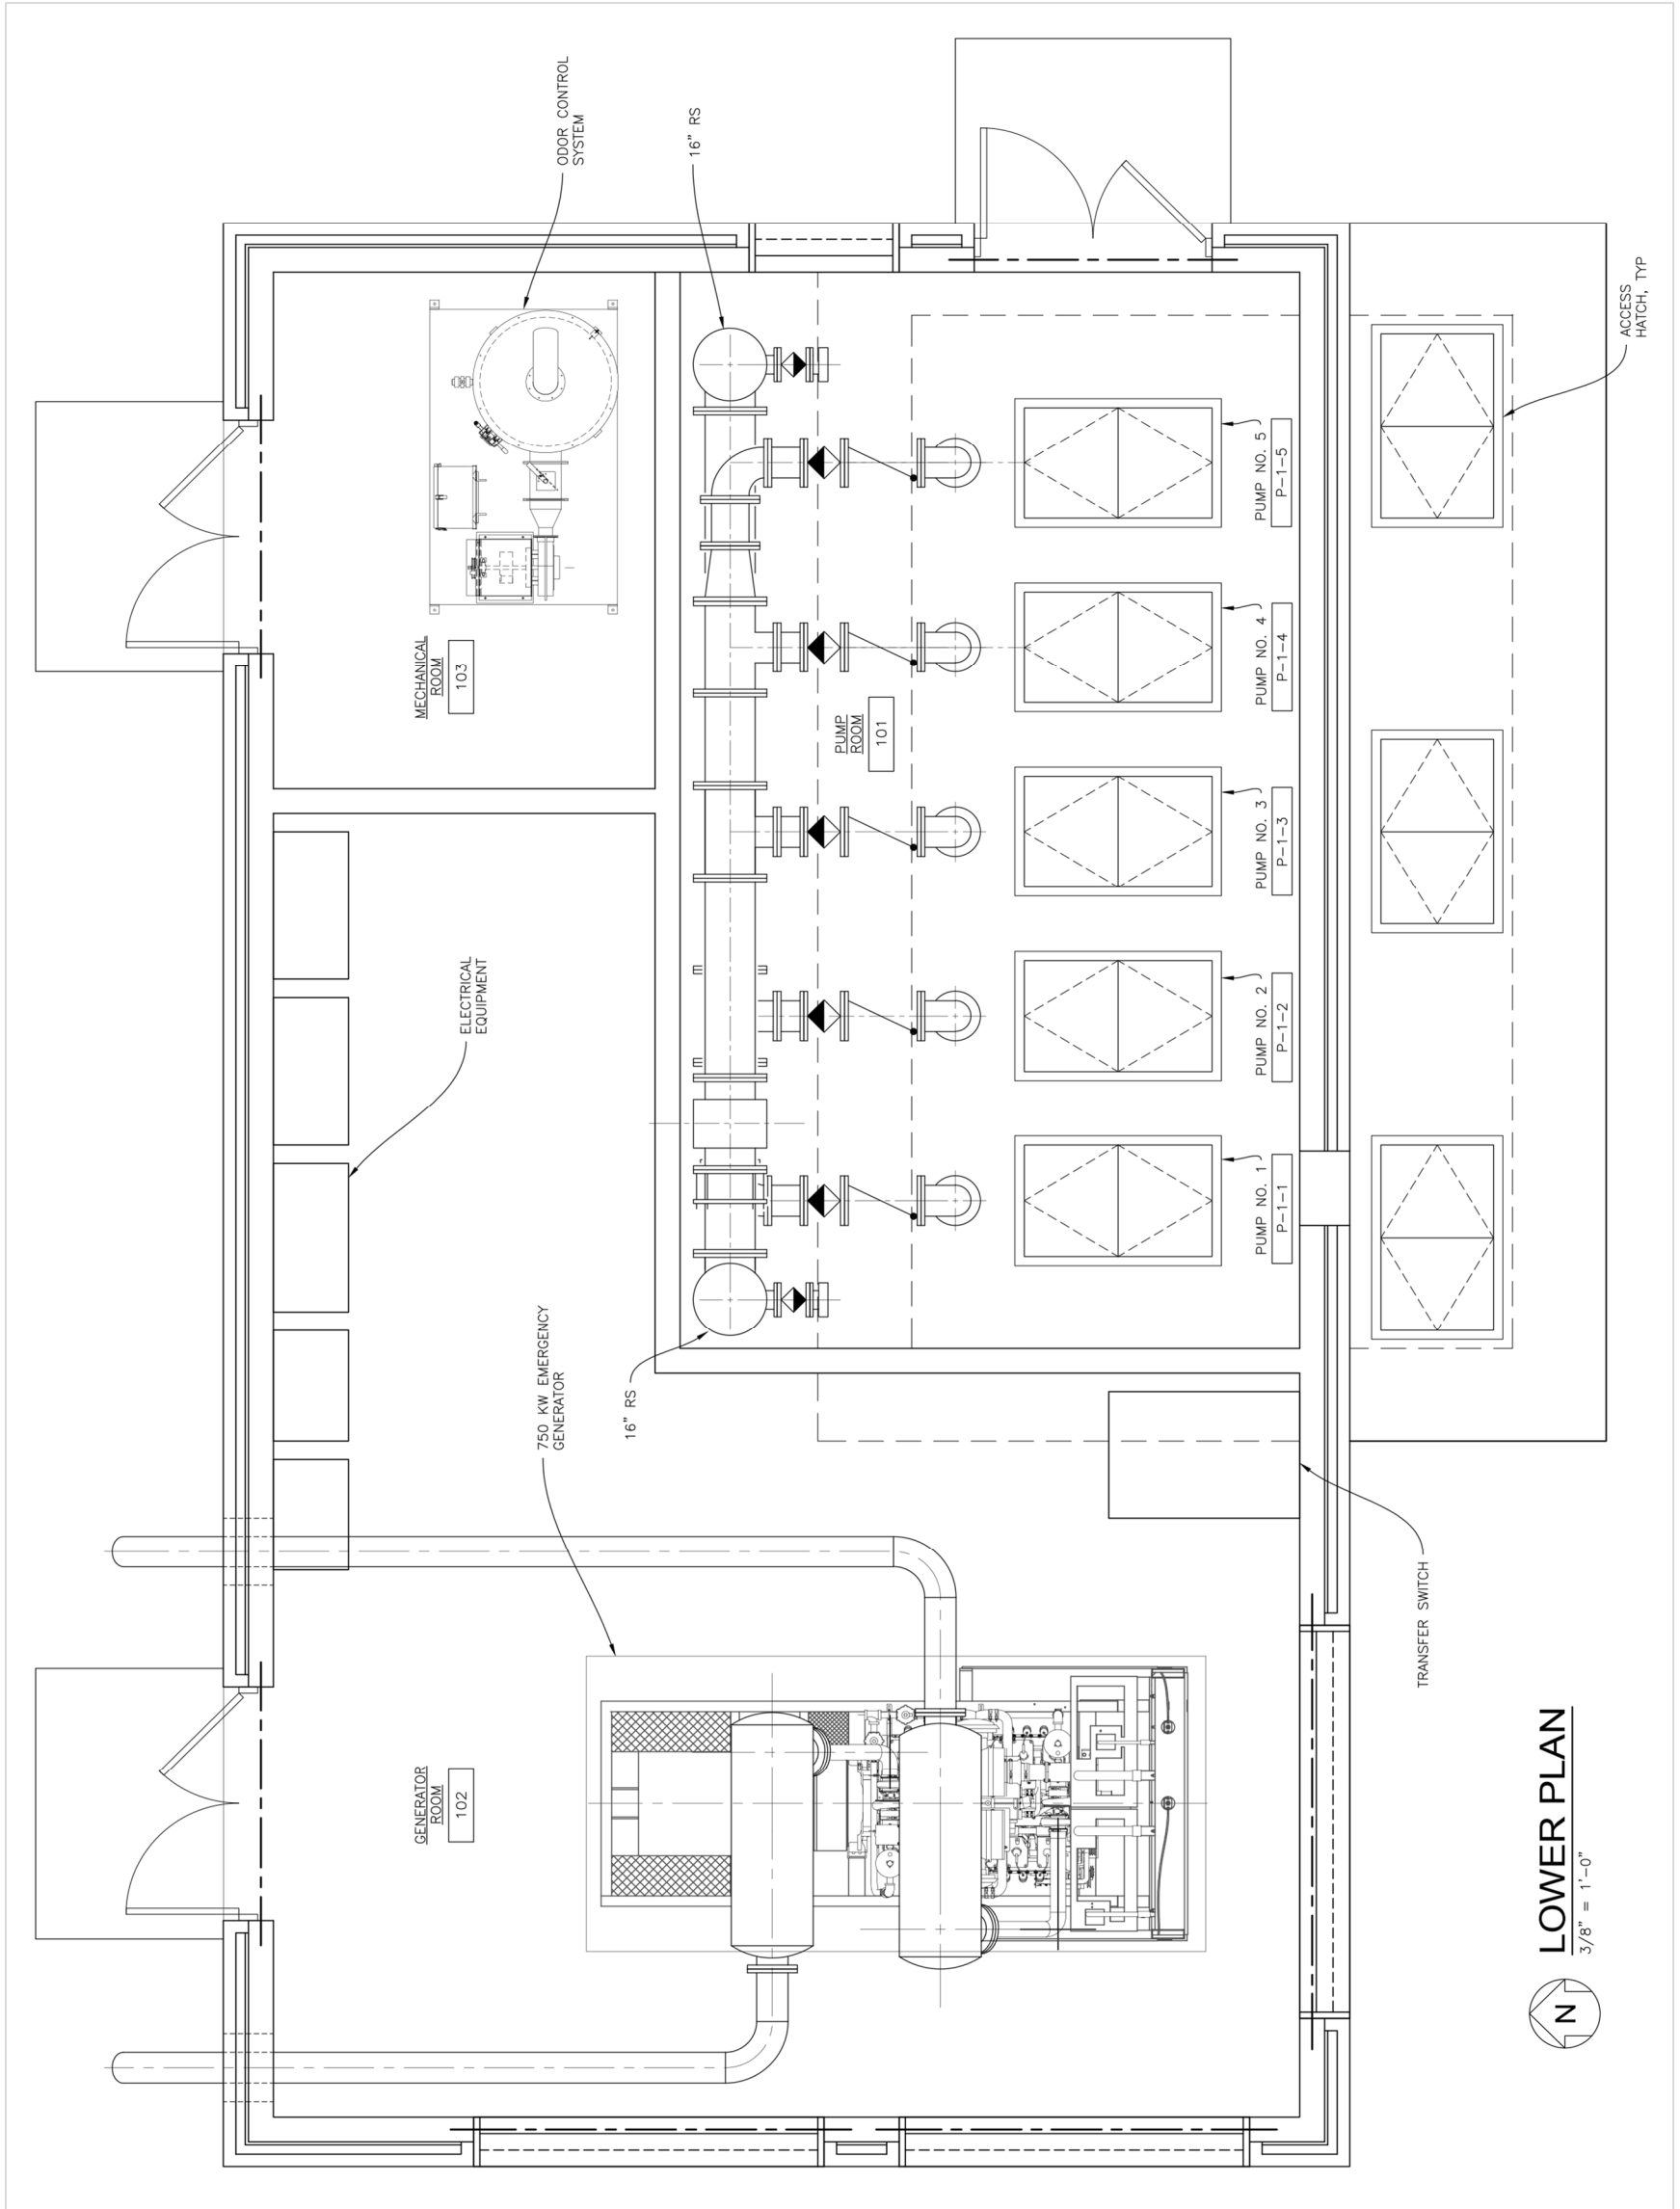 ODOR CONTROL
SYSTEM
16" RS
MECHANICAL
ROOM
103
PUMP
ROOM
101
ACCESS
HATCH, TYP
PUMP NO. 5
P-1-5
PUMP NO. 4
P-1-4
PUMP NO. 3
P-1-3
PUMP NO. 2
P-1-2
PUMP NO. 1
P-1-1
ELECTRICAL
EQUIPMENT
750 KW EMERGENCY
GENERATOR
16" RS
TRANSFER SWITCH
GENERATOR
ROOM
102
N
LOWER PLAN
3/8" = 1'-0"